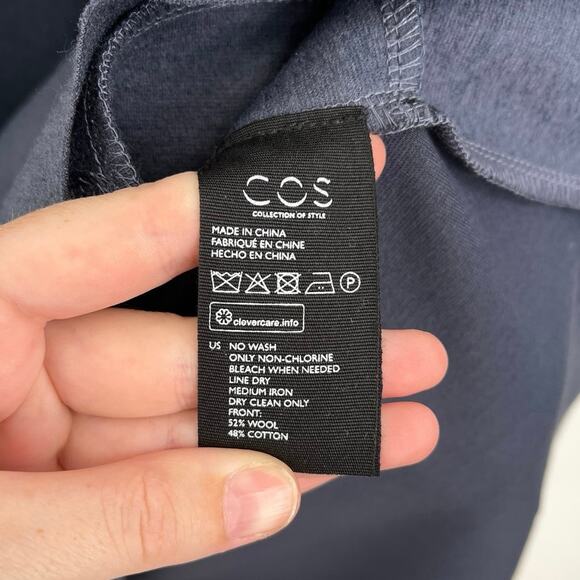 COS
COLLECTION OF STYLE
MADE IN CHINA
FABRIQUÉ EN CHINE
HECHO EN CHINA
P
clevercare.info
US NO WASH
ONLY NON-CHLORINE
BLEACH WHEN NEEDED
LINE DRY
MEDIUM IRON
DRY CLEAN ONLY
FRONT:
52% WOOL
48% COTTON